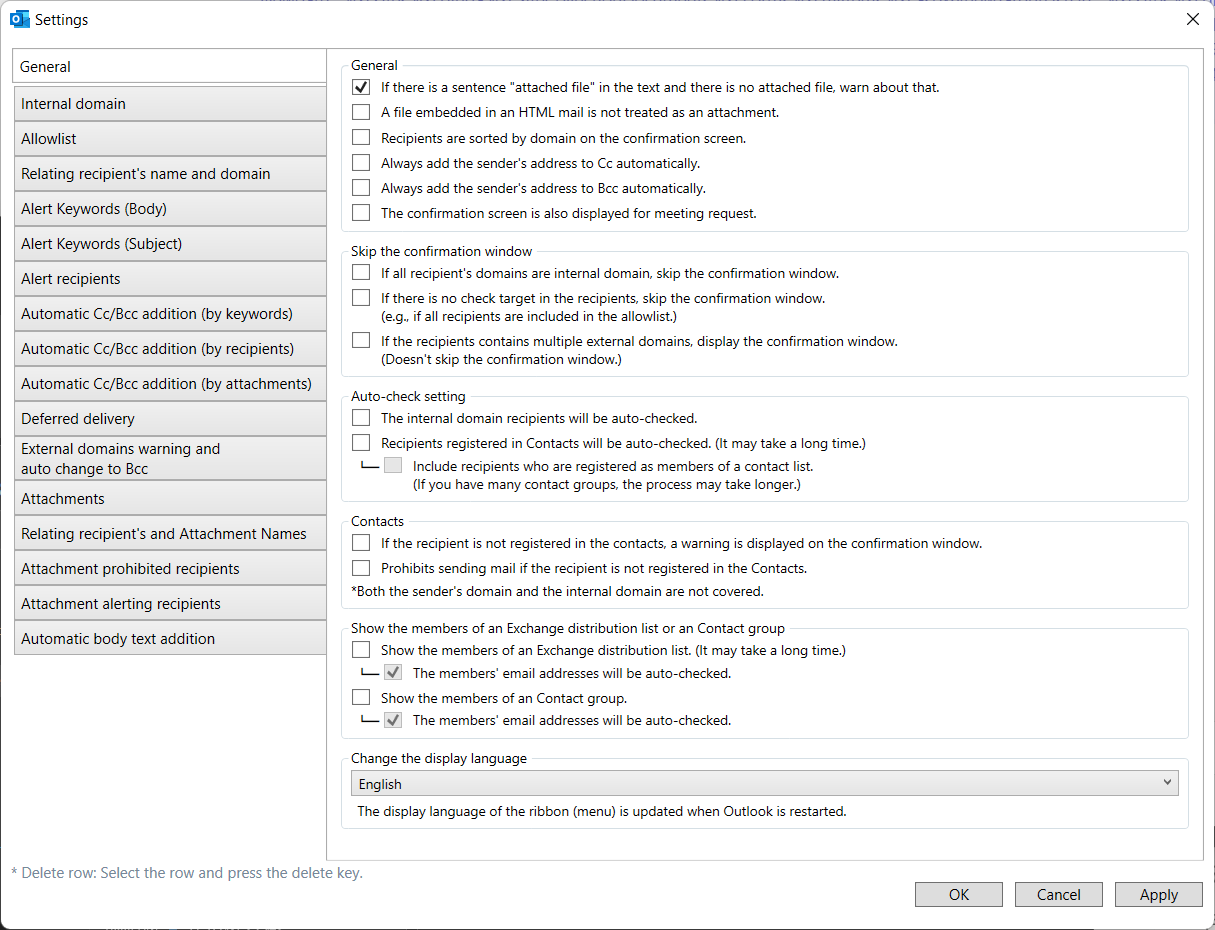 Settings
General
Internal domain
Allowlist
Relating recipient's name and domain
Alert Keywords (Body)
Alert Keywords (Subject)
Alert recipients
Automatic Cc/Bcc addition (by keywords)
Automatic Cc/Bcc addition (by recipients)
Automatic Cc/Bcc addition (by attachments)
Deferred delivery
External domains warning and
auto change to Bcc
Attachments
Relating recipient's and Attachment Names
Attachment prohibited recipients
Attachment alerting recipients
Automatic body text addition
General
If there is a sentence "attached file" in the text and there is no attached file, warn about that.
A file embedded in an HTML mail is not treated as an attachment.
Recipients are sorted by domain on the confirmation screen.
Always add the sender's address to Cc automatically.
Always add the sender's address to Bcc automatically.
The confirmation screen is also displayed for meeting request.
Skip the confirmation window
If all recipient's domains are internal domain, skip the confirmation window.
If there is no check target in the recipients, skip the confirmation window.
(e.g., if all recipients are included in the allowlist.)
If the recipients contains multiple external domains, display the confirmation window.
(Doesn't skip the confirmation window.)
Auto-check setting
The internal domain recipients will be auto-checked.
Recipients registered in Contacts will be auto-checked. (It may take a long time.)
Include recipients who are registered as members of a contact list.
(If you have many contact groups, the process may take longer.)
Contacts
If the recipient is not registered in the contacts, a warning is displayed on the confirmation window.
Prohibits sending mail if the recipient is not registered in the Contacts.
*Both the sender's domain and the internal domain are not covered.
Show the members of an Exchange distribution list or an Contact group
Show the members of an Exchange distribution list. (It may take a long time.)
The members' email addresses will be auto-checked.
Show the members of an Contact group.
The members' email addresses will be auto-checked.
Change the display language
English
The display language of the ribbon (menu) is updated when Outlook is restarted.
* Delete row: Select the row and press the delete key.
OK
Cancel
Apply